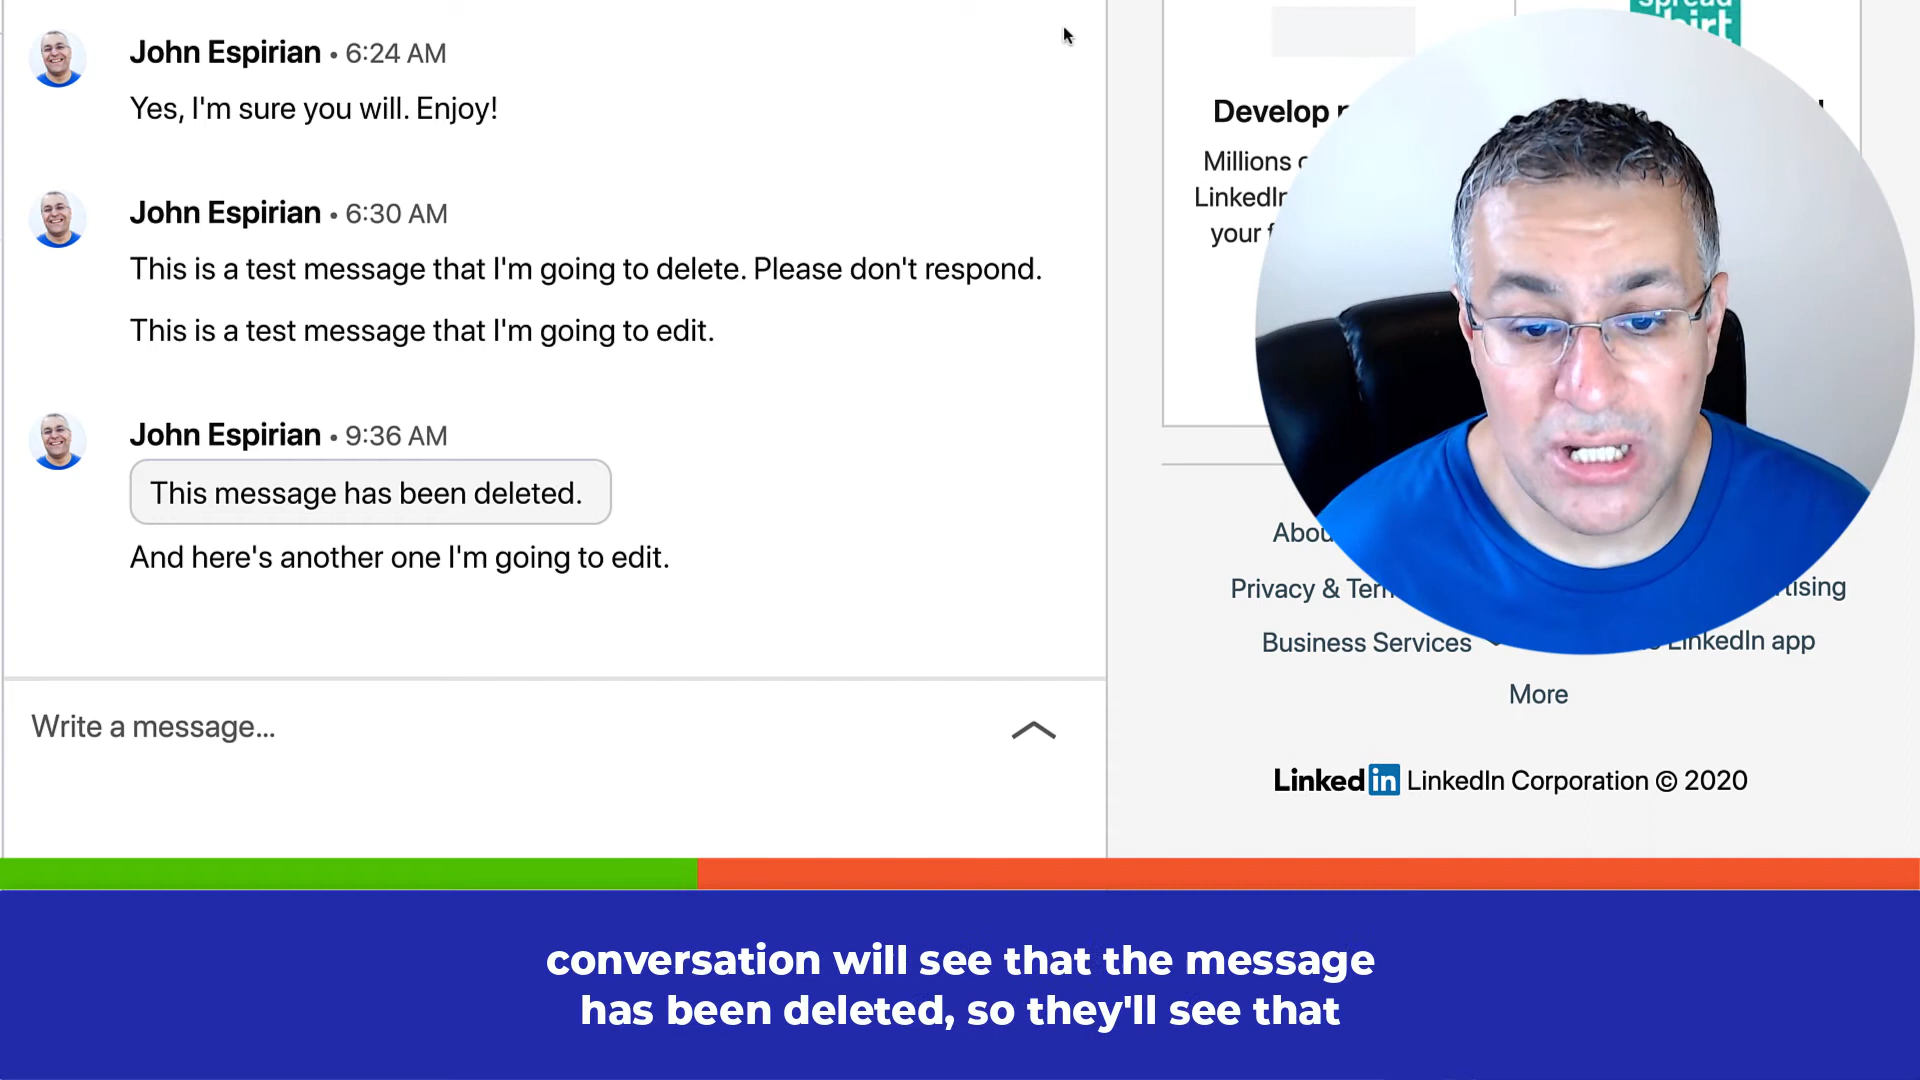 John Espirian • 6:24 AM
Yes, I'm sure you will. Enjoy!
John Espirian • 6:30 AM
This is a test message that I'm going to delete. Please don't respond.
This is a test message that I'm going to edit.
John Espirian • 9:36 AM
This message has been deleted.
And here's another one I'm going to edit.
Write a message...
spread
Develop
Millions
your
Privacy &
Business Services
LinkedIn app
More
Linked in LinkedIn Corporation © 2020
conversation will see that the message
has been deleted, so they'll see that